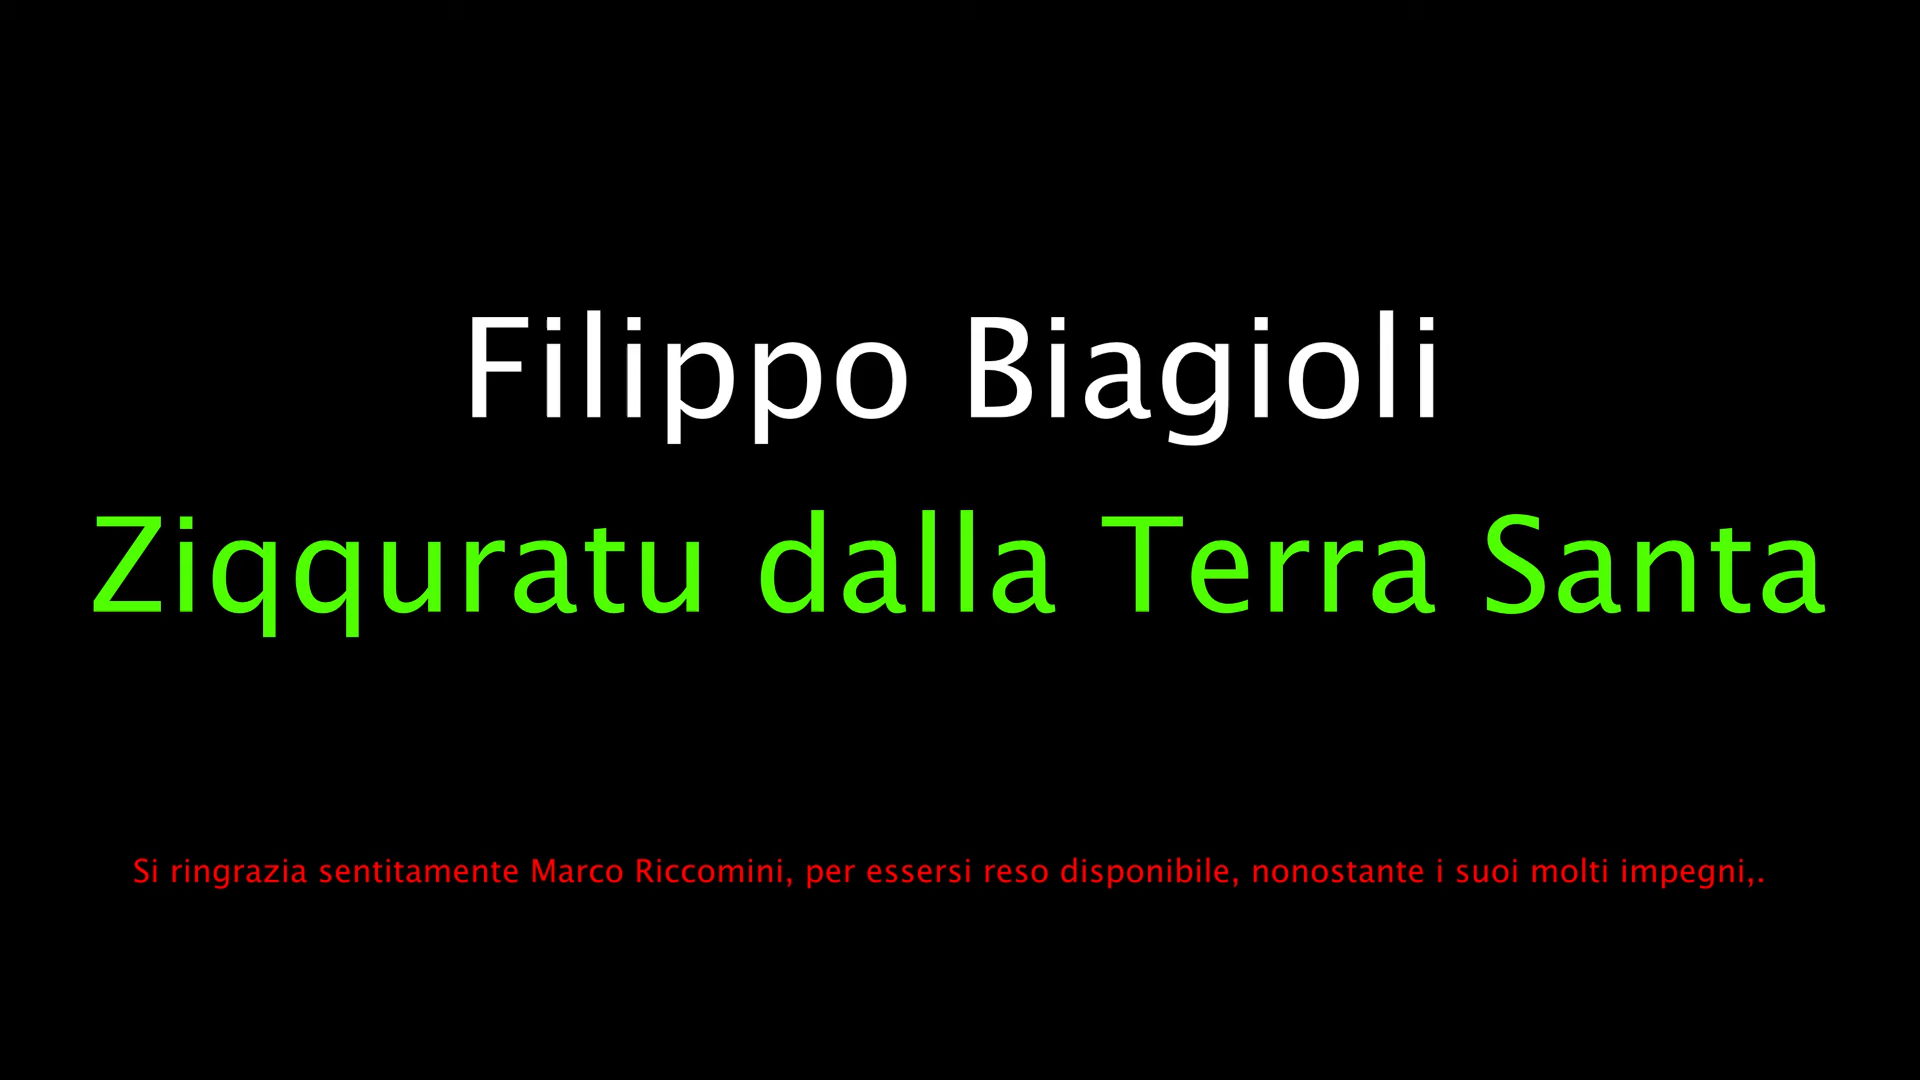 Filippo Biagioli
Ziqquratu dalla Terra Santa
Si ringrazia sentitamente Marco Riccomini, per essersi reso disponibile, nonostante i suoi molti impegni,.